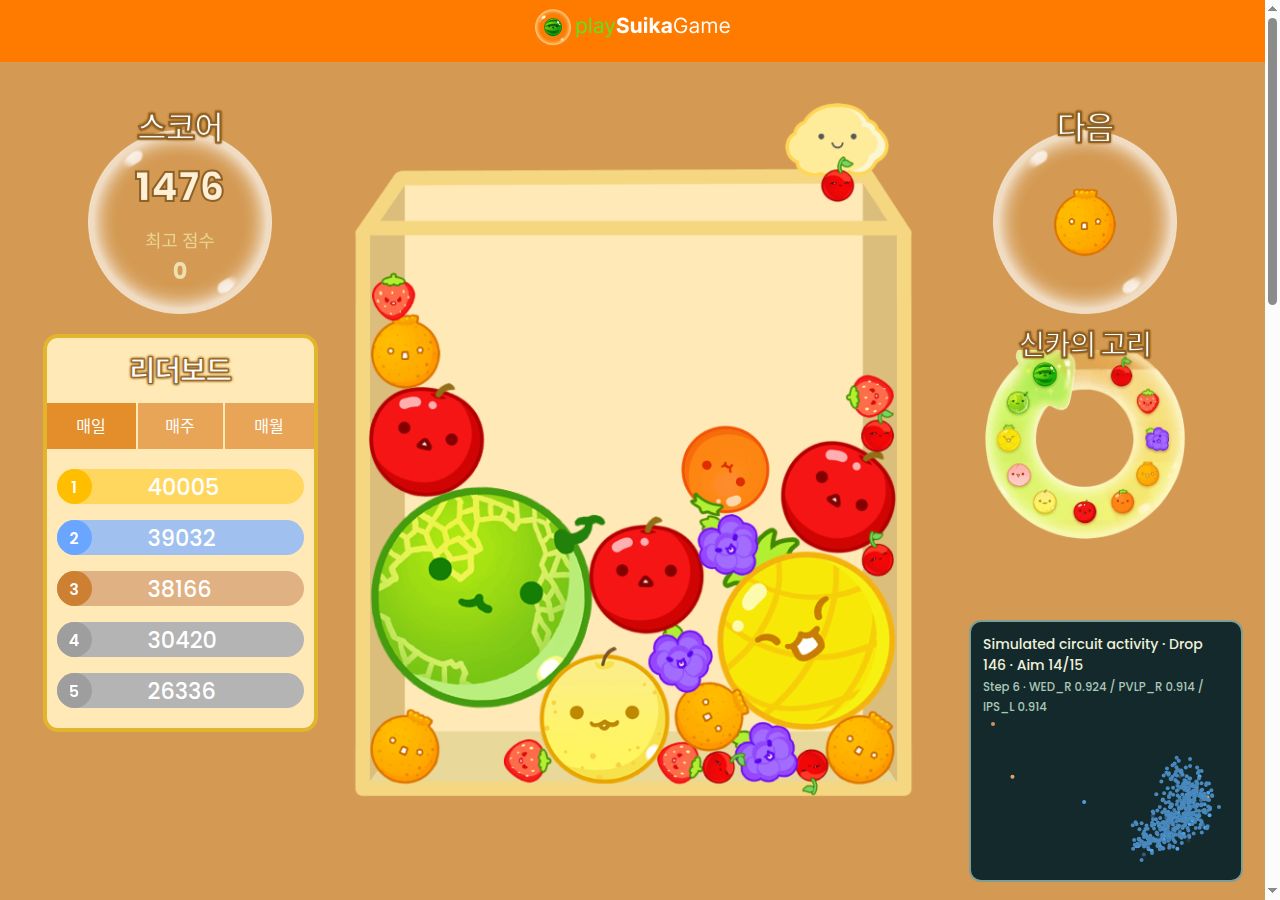 playSuikaGame
스코어
1476
최고 점수
0
다음
리더보드
매일 매주 매월
1 40005
2 39032
3 38166
4 30420
5 26336
신카의 고리
Simulated circuit activity · Drop
146 · Aim 14/15
Step 6 · WED_R 0.924 / PVLP_R 0.914 /
IPS_L 0.914